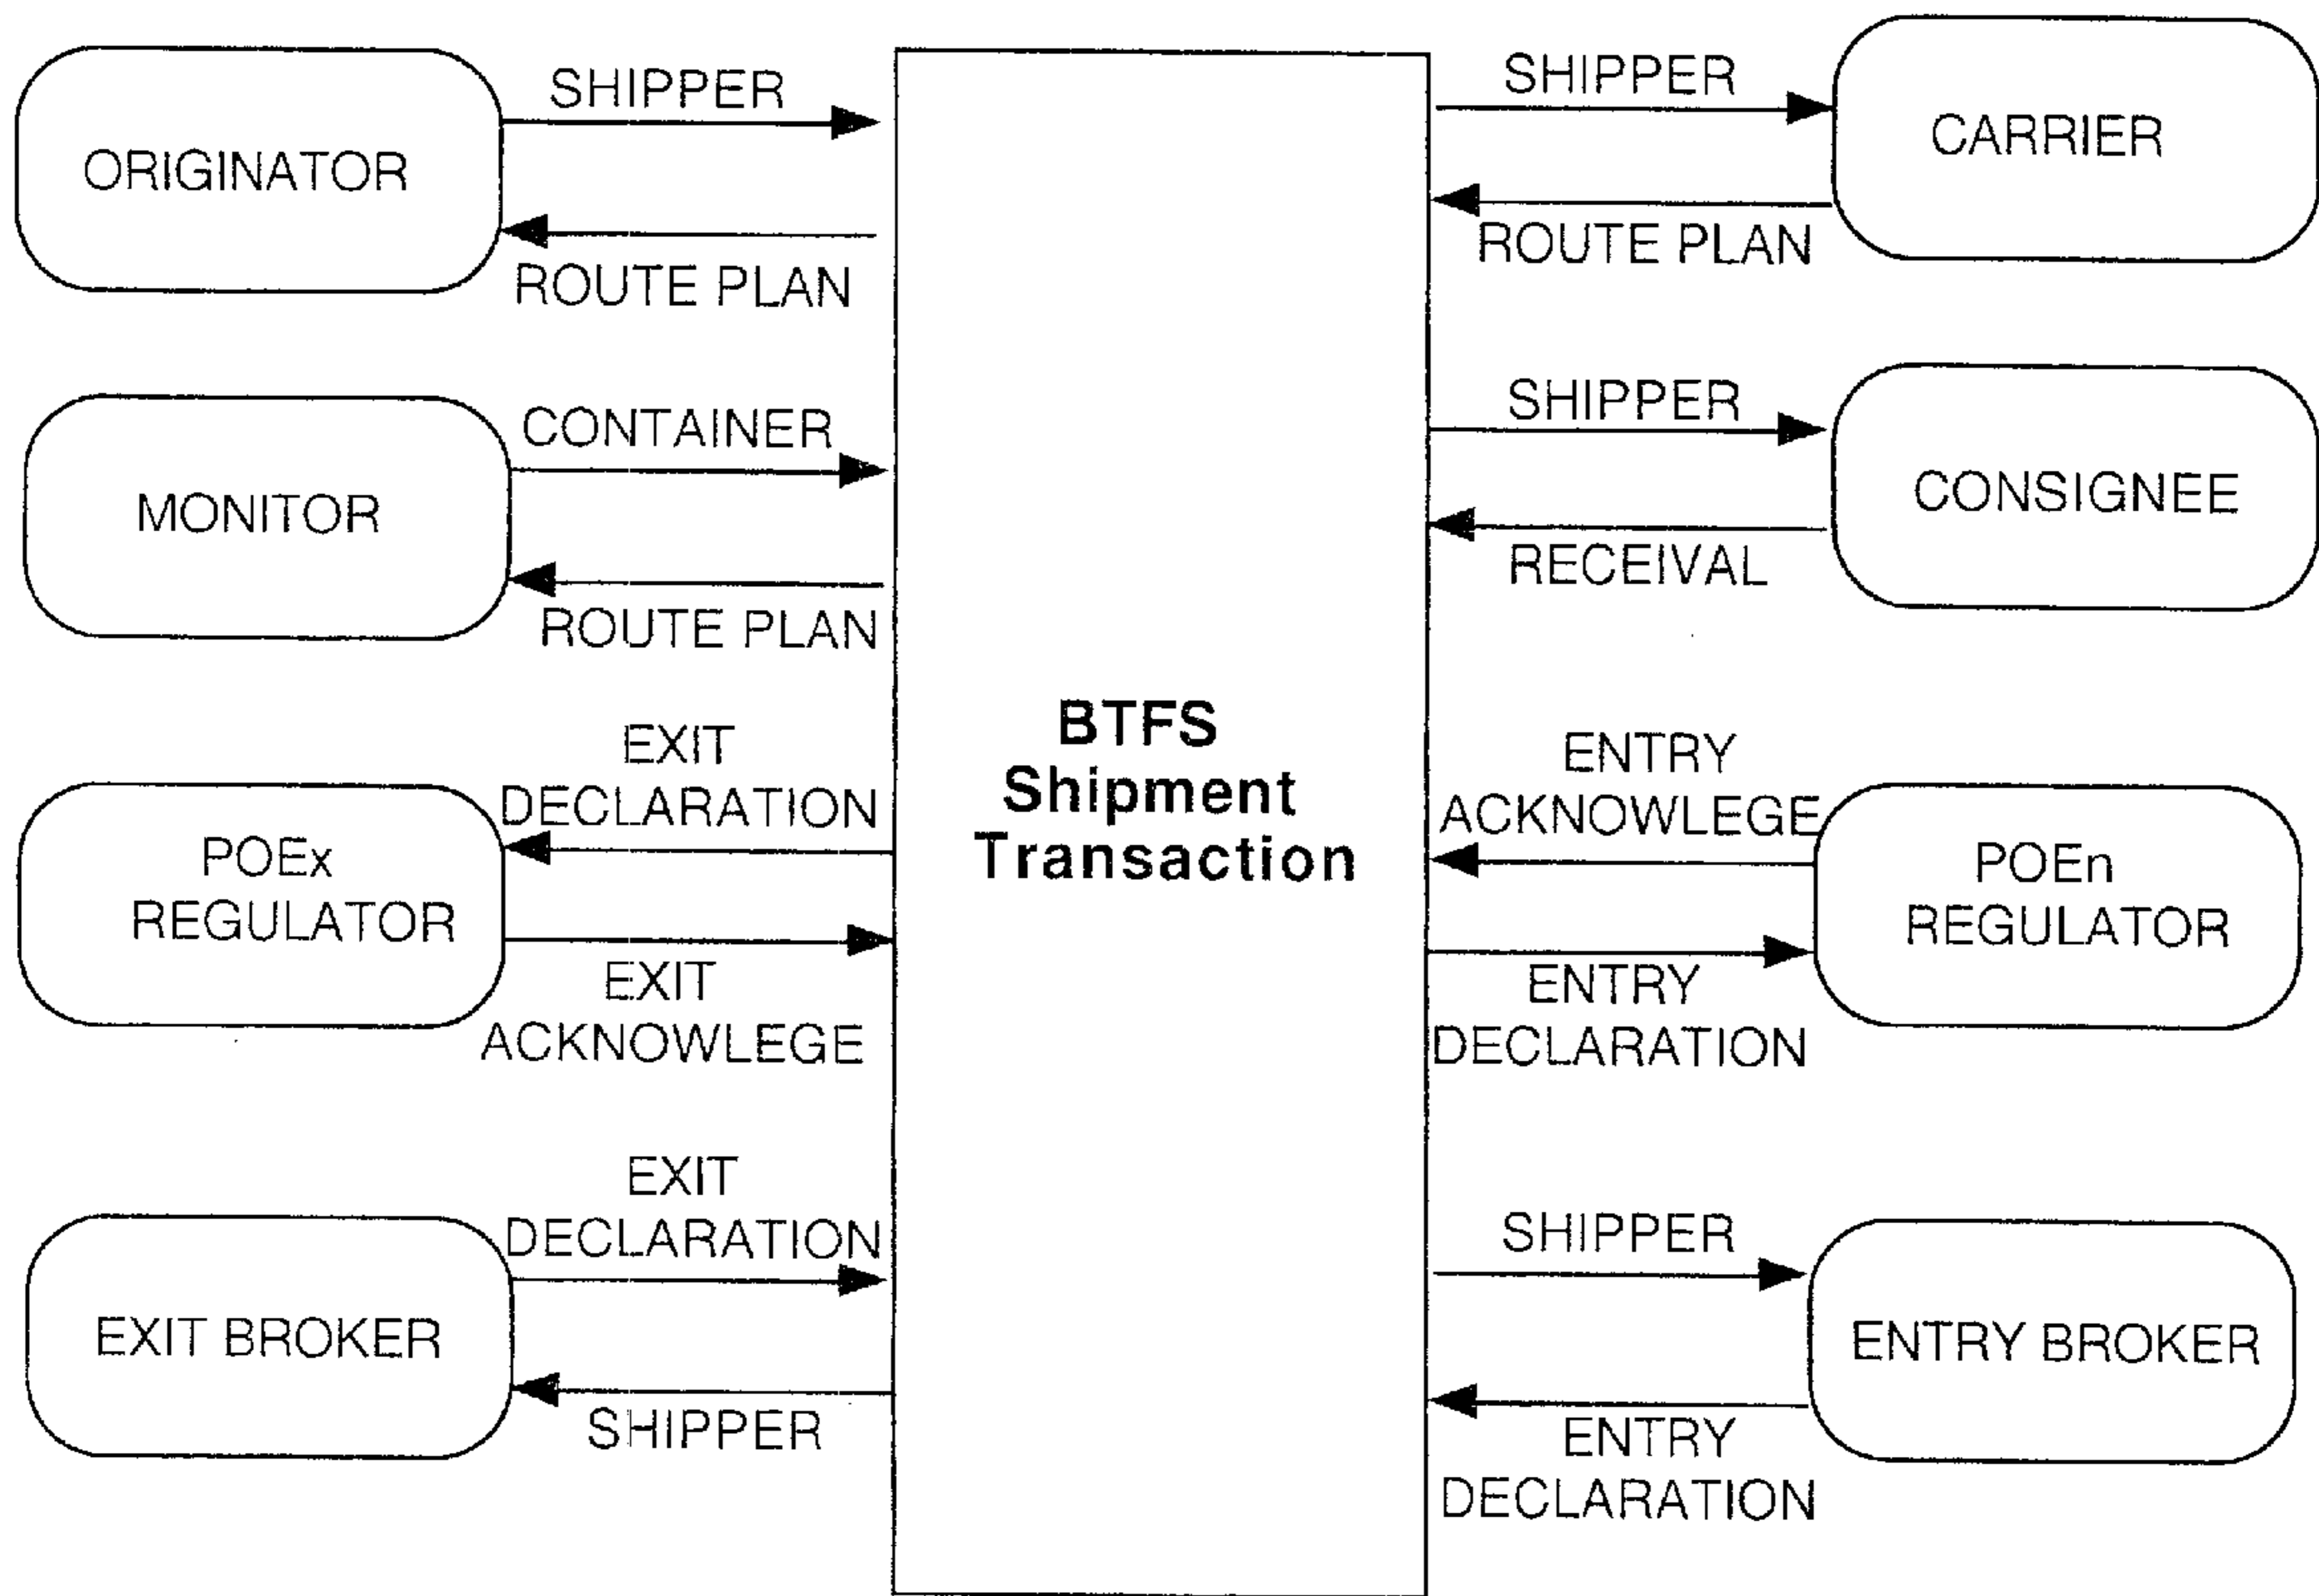 SHIPPER
ORIGINATOR
ROUTE PLAN
CONTAINER
MONITOR
ROUTE PLAN
EXIT
DECLARATION
POEx
REGULATOR
EXIT
ACKNOWLEGE
EXIT
DECLARATION
EXIT BROKER
SHIPPER
BTFS
Shipment
Transaction
SHIPPER
CARRIER
ROUTE PLAN
SHIPPER
CONSIGNEE
RECEIVAL
ENTRY
ACKNOWLEGE
POEn
REGULATOR
ENTRY
DECLARATION
SHIPPER
ENTRY BROKER
ENTRY
DECLARATION